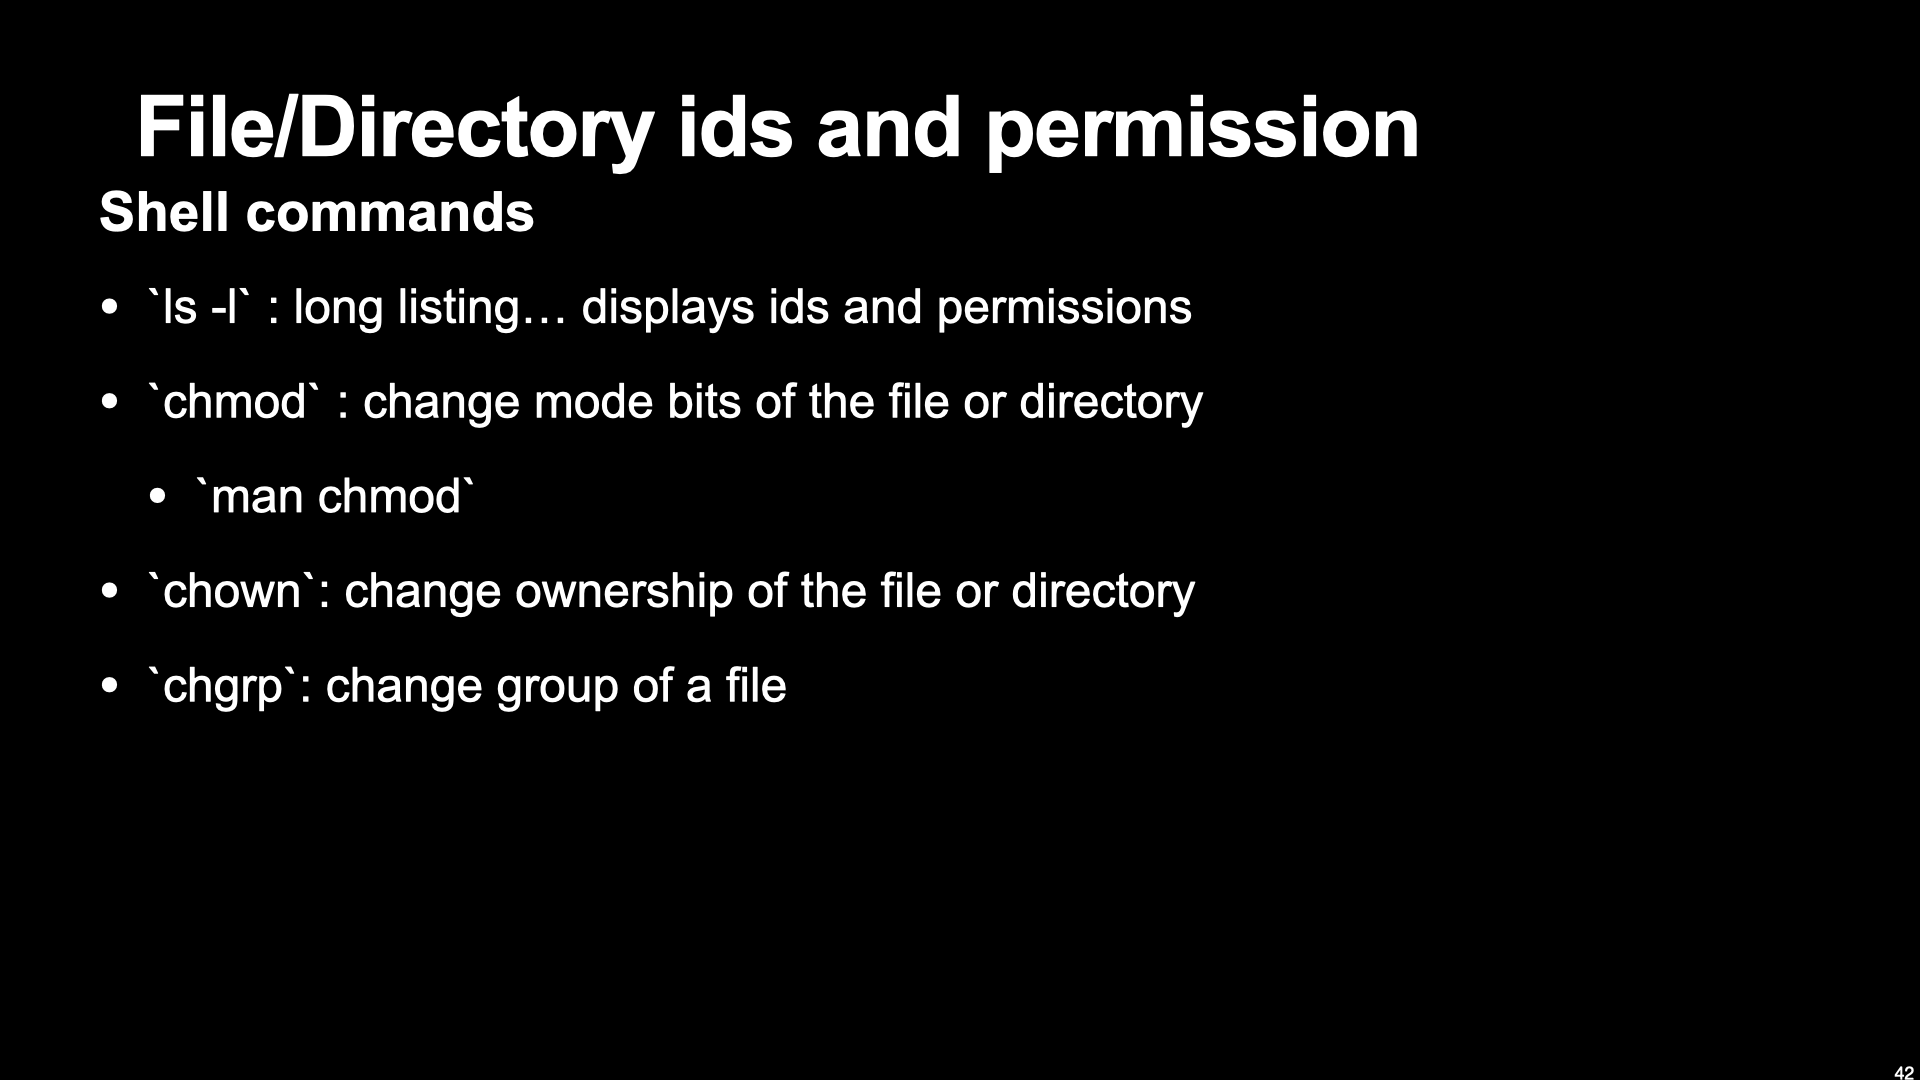 File/Directory ids and permission
Shell commands
• `ls -l` : long listing… displays ids and permissions
• `chmod` : change mode bits of the file or directory
• `man chmod`
• `chown`: change ownership of the file or directory
• `chgrp`: change group of a file
42